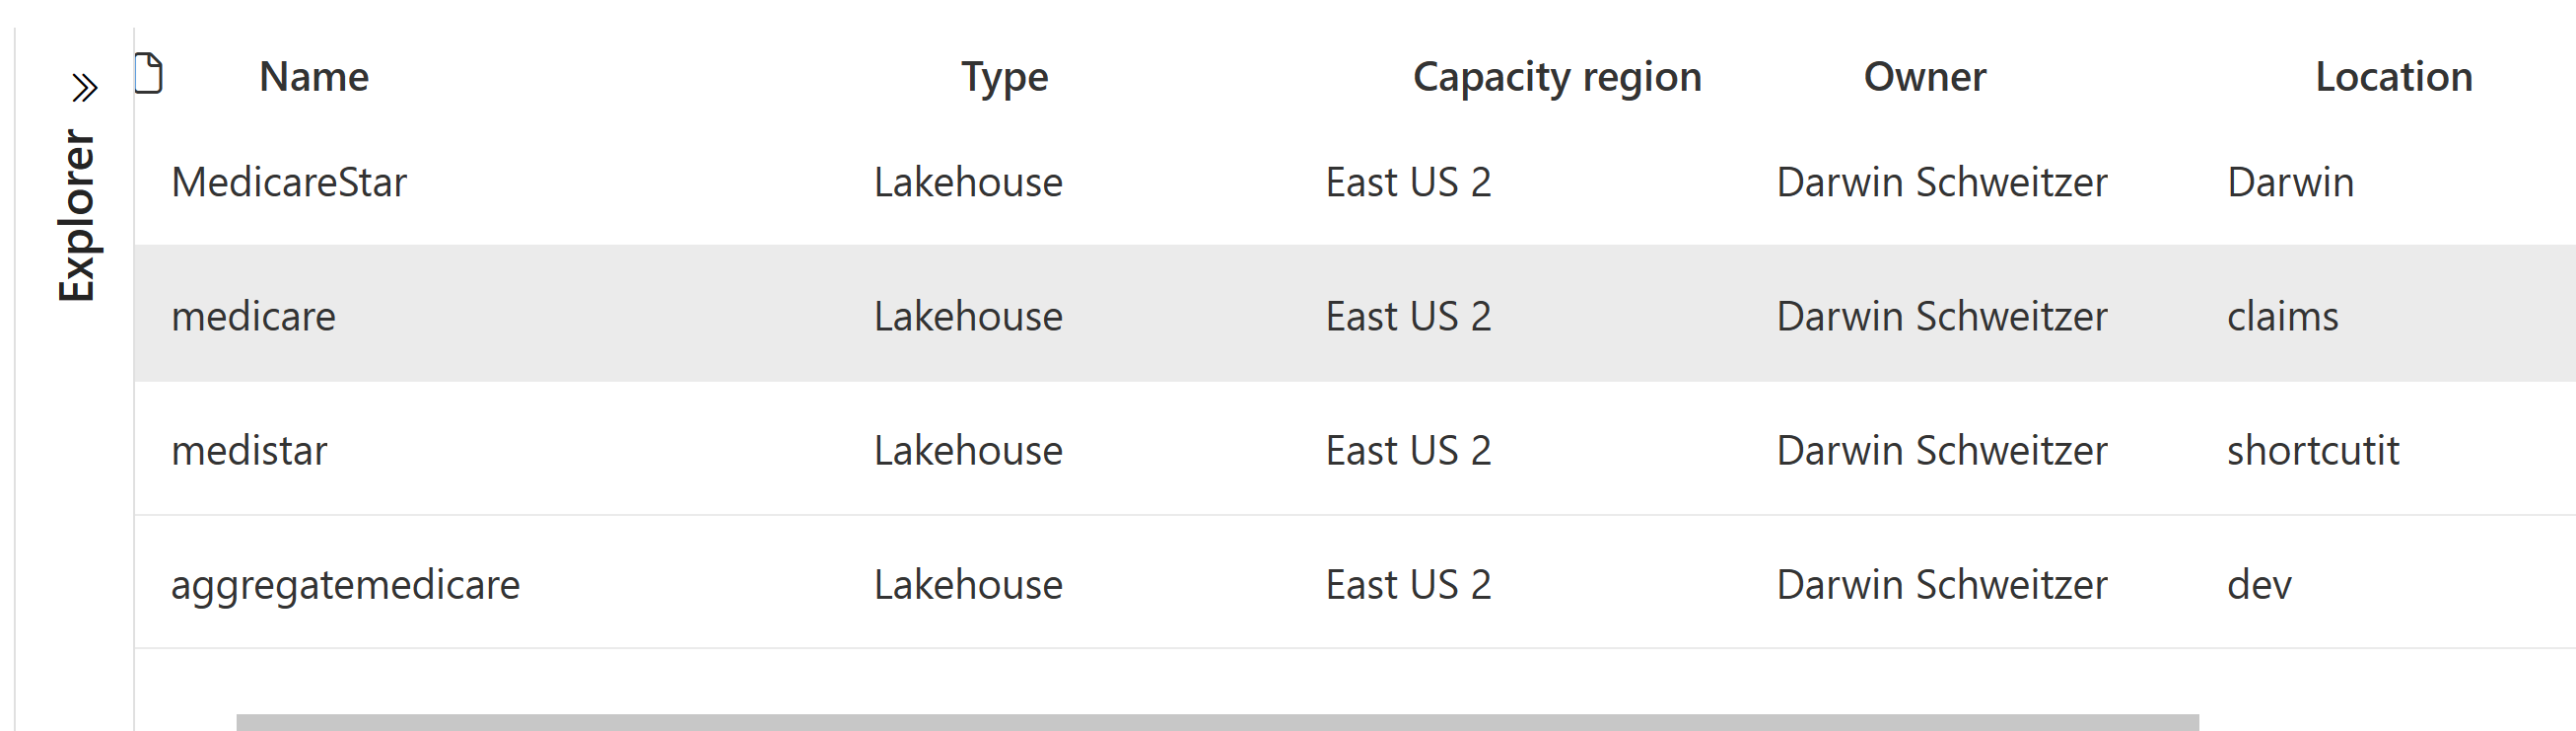 Explorer
Name Type Capacity region Owner Location
MedicareStar Lakehouse East US 2 Darwin Schweitzer Darwin
medicare Lakehouse East US 2 Darwin Schweitzer claims
medistar Lakehouse East US 2 Darwin Schweitzer shortcutit
aggregatemedicare Lakehouse East US 2 Darwin Schweitzer dev